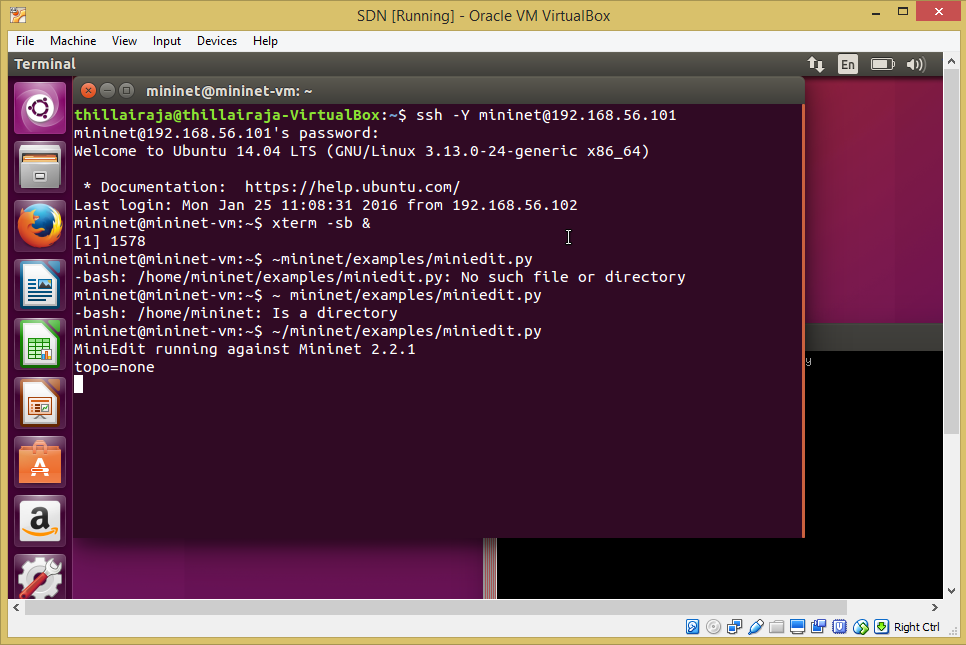 SDN [Running] - Oracle VM VirtualBox
File Machine View Input Devices Help
Terminal
En
mininet@mininet-vm: ~
thillairaja@thillairaja-VirtualBox:~$ ssh -Y mininet@192.168.56.101
mininet@192.168.56.101's password:
Welcome to Ubuntu 14.04 LTS (GNU/Linux 3.13.0-24-generic x86_64)
* Documentation:  https://help.ubuntu.com/
Last login: Mon Jan 25 11:08:31 2016 from 192.168.56.102
mininet@mininet-vm:~$ xterm -sb &
[1] 1578
mininet@mininet-vm:~$ ~mininet/examples/miniedit.py
-bash: /home/mininet/examples/miniedit.py: No such file or directory
mininet@mininet-vm:~$ ~ mininet/examples/miniedit.py
-bash: /home/mininet: Is a directory
mininet@mininet-vm:~$ ~/mininet/examples/miniedit.py
MiniEdit running against Mininet 2.2.1
topo=none
y
a
Right Ctrl